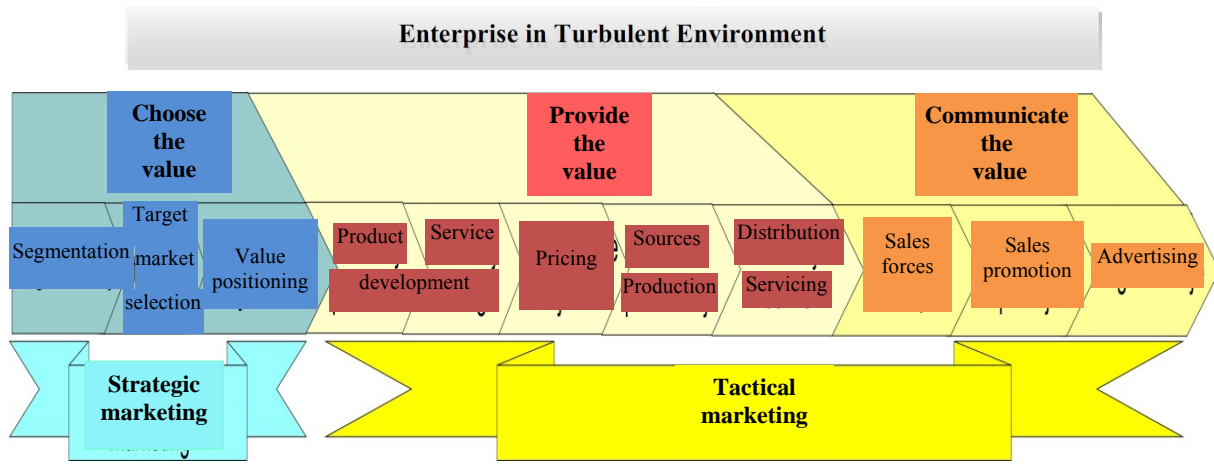 Enterprise in Turbulent Environment
Choose
the
value
Provide
the
value
Communicate
the
value
Segmentation
Target
market
selection
Value
positioning
Product
Service
development
Pricing
Sources
Production
Distribution
Servicing
Sales
forces
Sales
promotion
Advertising
Strategic
marketing
Tactical
marketing